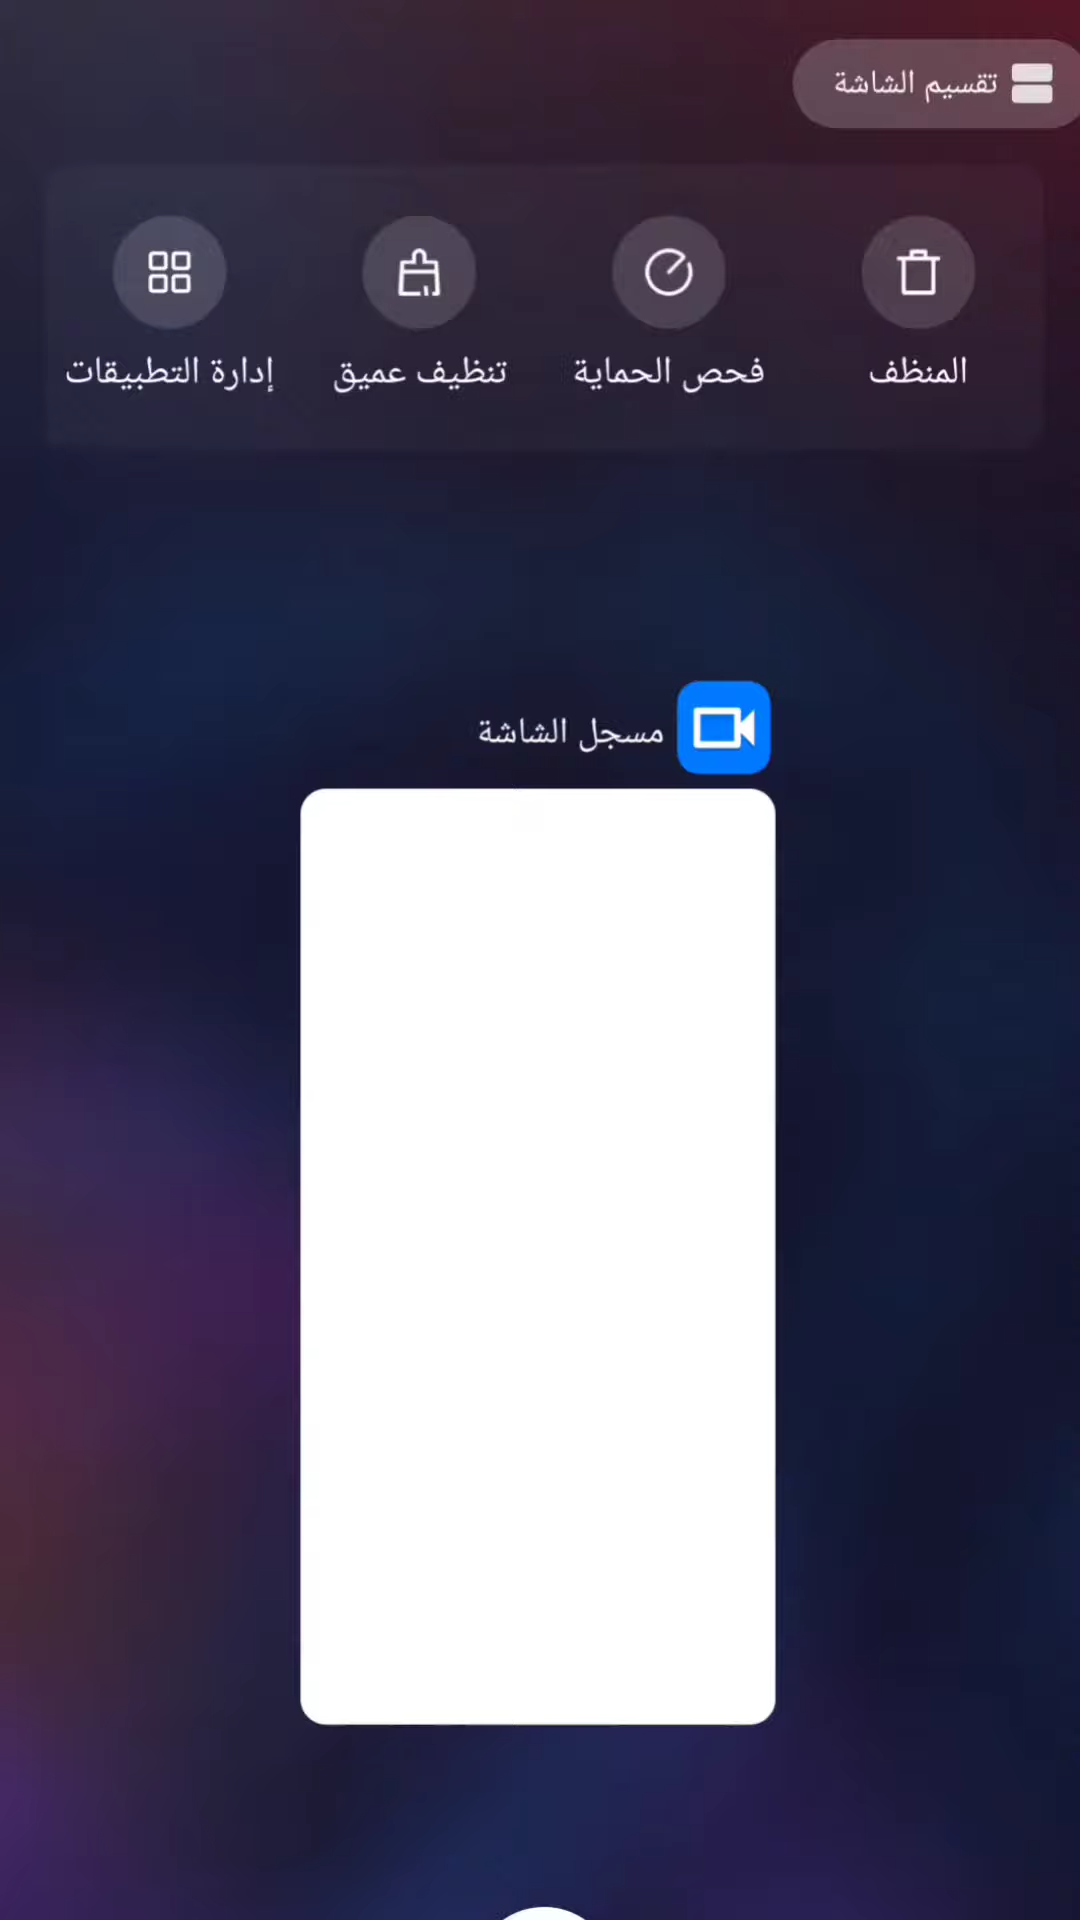 تقسيم الشاشة
المنظف
فحص الحماية
تنظيف عميق
إدارة التطبيقات
مسجل الشاشة